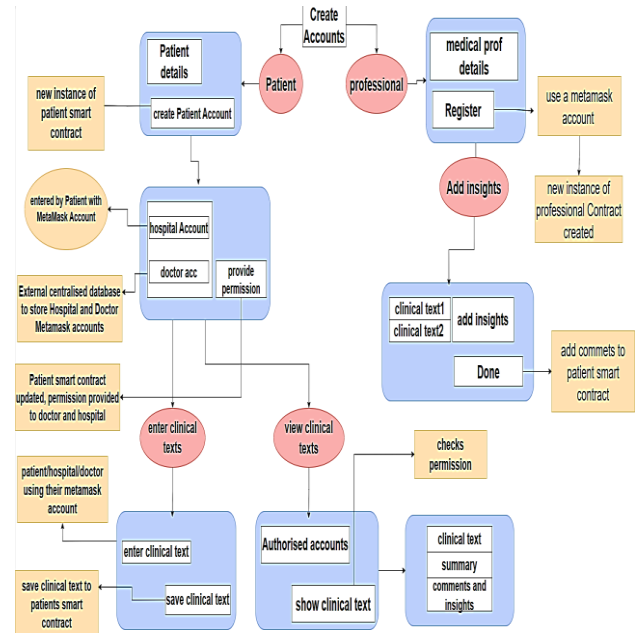 Create
Accounts
Patient
details
create Patient Account
Patient
professional
medical prof
details
Register
new instance of
patient smart
contract
use a metamask
account
Add insights
new instance of
professional Contract
created
entered by Patient with
MetaMask Account
hospital Account
doctor acc
provide
permission
External centralised database
to store Hospital and Doctor
Metamask accounts
clinical text1
clinical text2
add insights
Done
add commets to
patient smart
contract
Patient smart contract
updated, permission provided
to doctor and hospital
enter clinical
texts
view clinical
texts
checks
permission
patient/hospital/doctor
using their metamask
account
enter clinical text
save clinical text
save clinical text to
patients smart
contract
Authorised accounts
show clinical text
clinical text
summary
comments and
insights